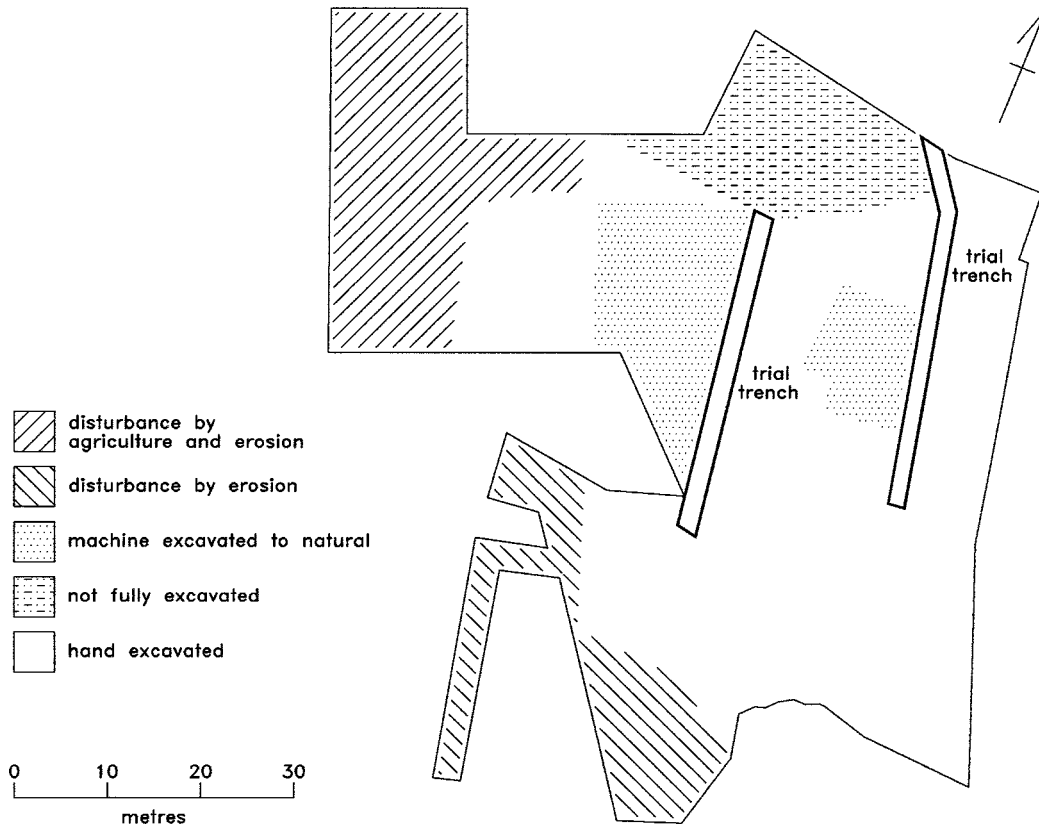 trial
trench
trial
trench
disturbance by
agriculture and erosion
disturbance by erosion
machine excavated to natural
not fully excavated
hand excavated
0 10 20 30
metres